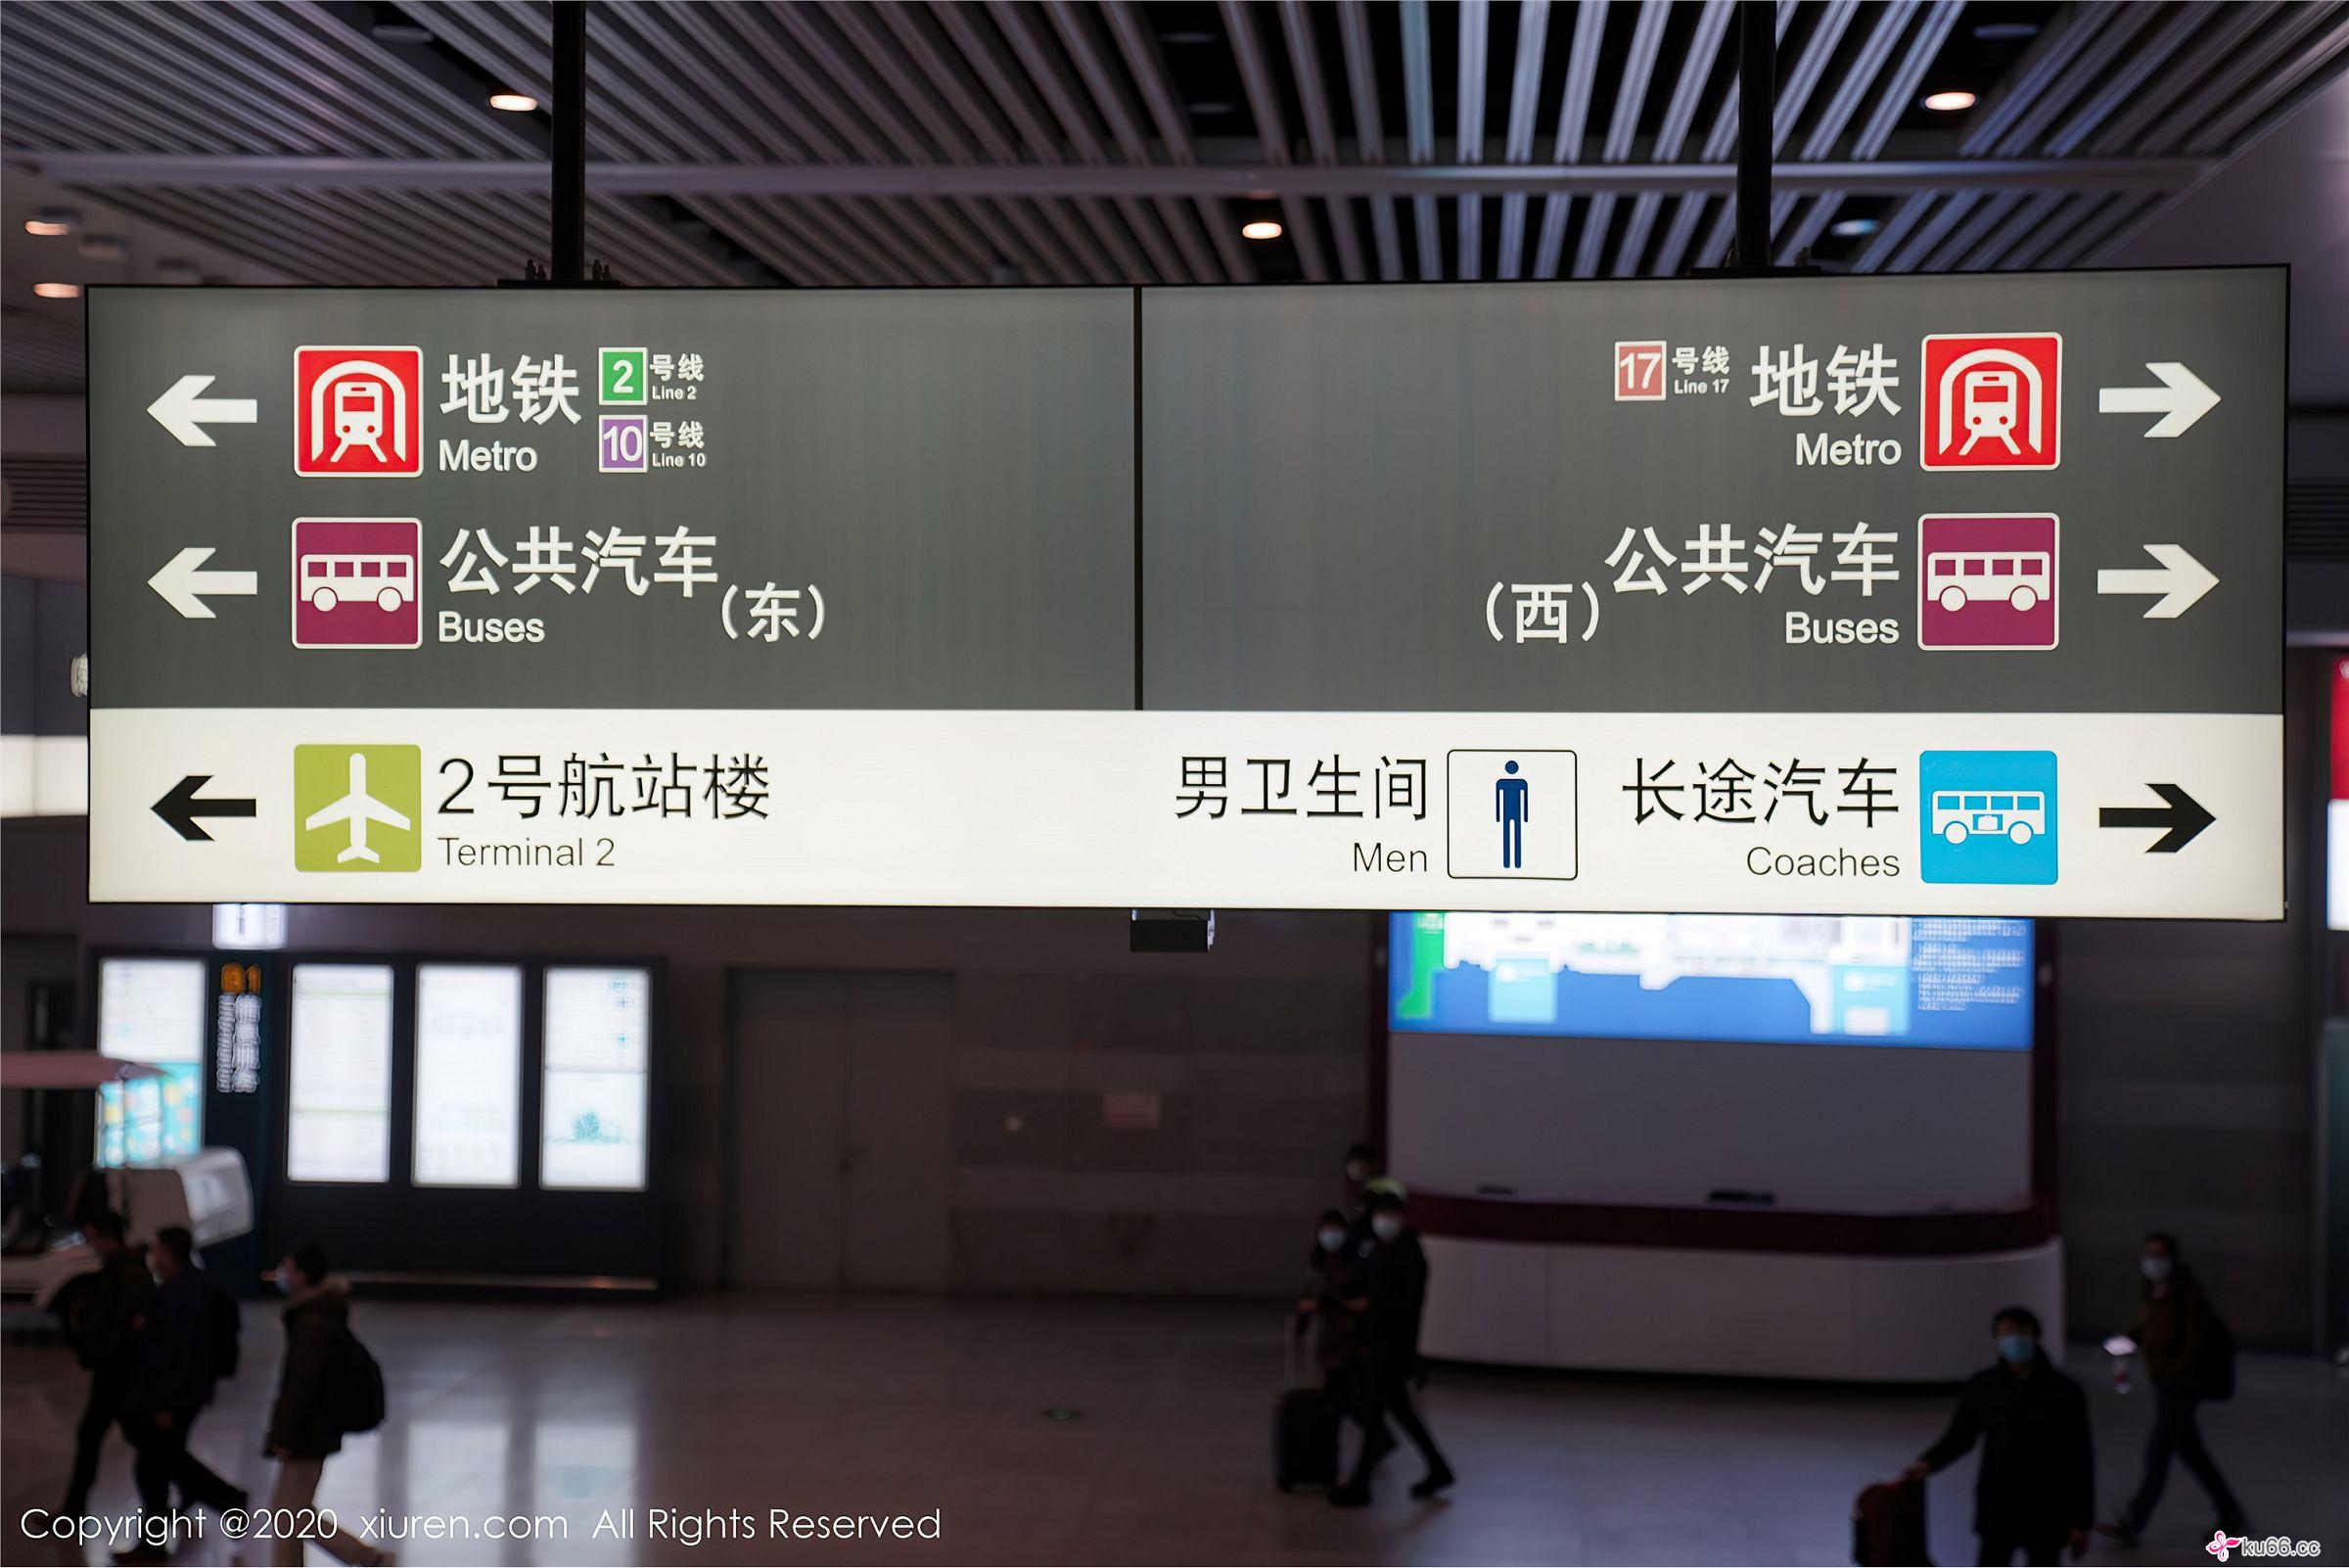 地铁
Metro
2号线
Line 2
10号线
Line 10
公共汽车(东)
Buses
2号航站楼
Terminal 2
17号线
Line 17
地铁
Metro
(西)公共汽车
Buses
男卫生间
Men
长途汽车
Coaches
Copyright @2020 xiuren.com All Rights Reserved
ku66.cc